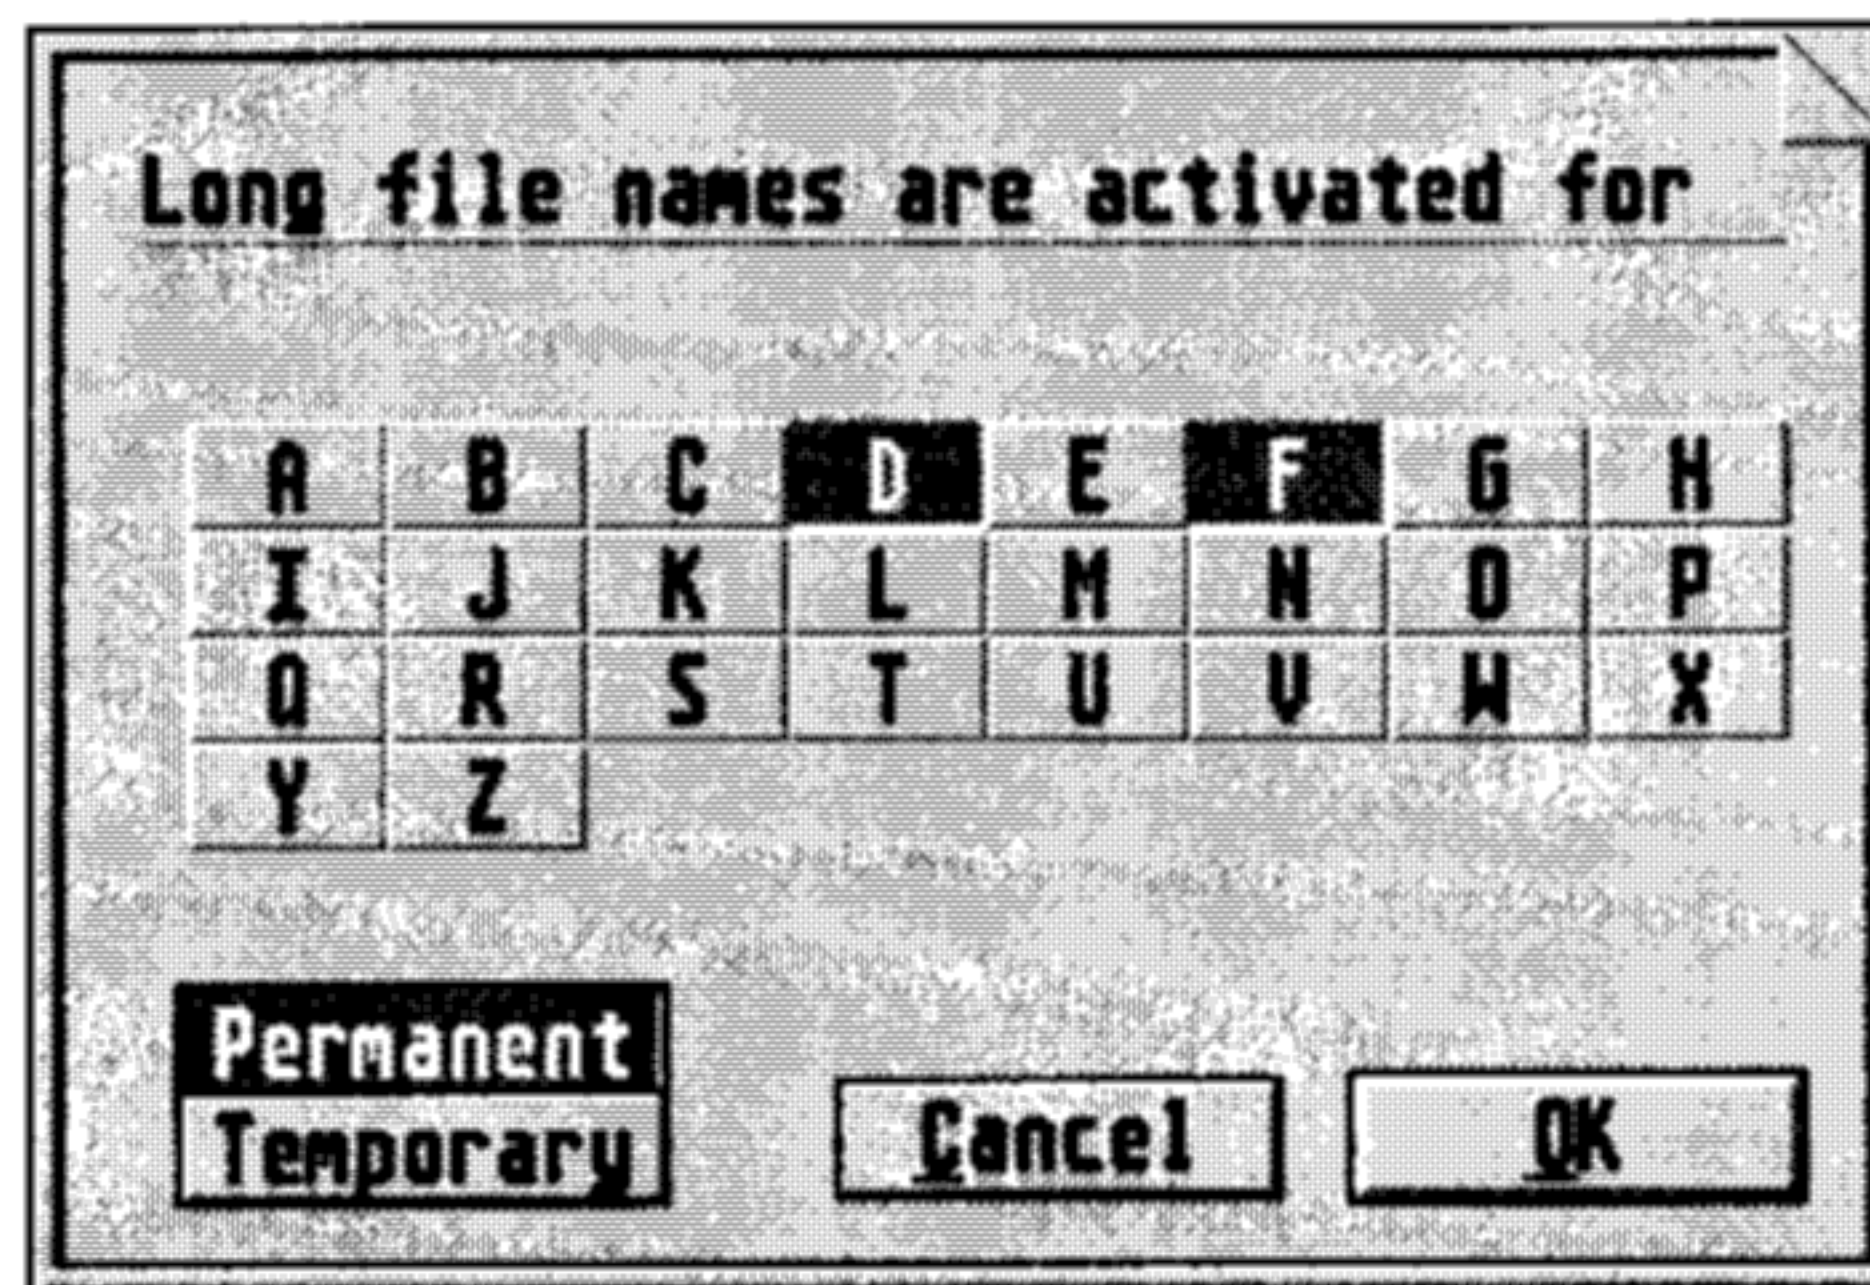 Long file names are activated for
A B C D E F G H
I J K L M N O P
Q R S T U V W X
Y Z
Permanent
Temporary
Cancel OK